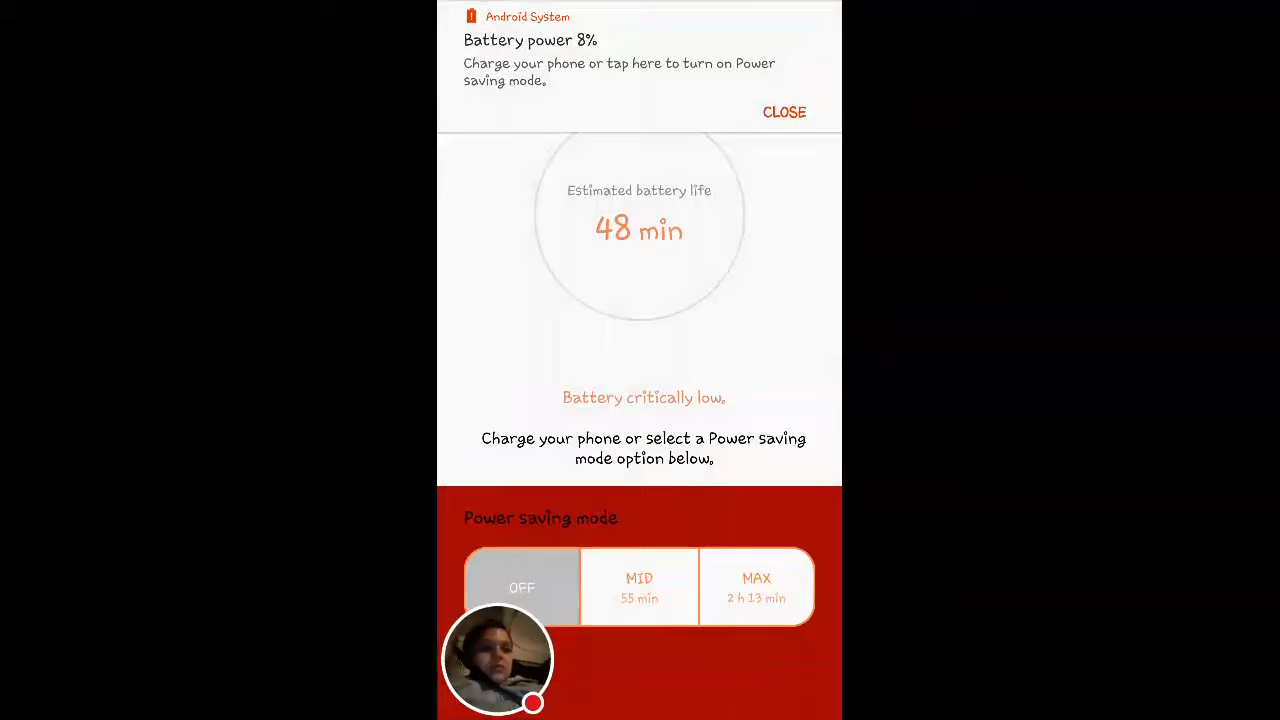 Android System
Battery power 8%
Charge your phone or tap here to turn on Power
saving mode.
CLOSE
Estimated battery life
48 min
Battery critically low.
Charge your phone or select a Power saving
mode option below.
Power saving mode
OFF
MID
55 min
MAX
2 h 13 min